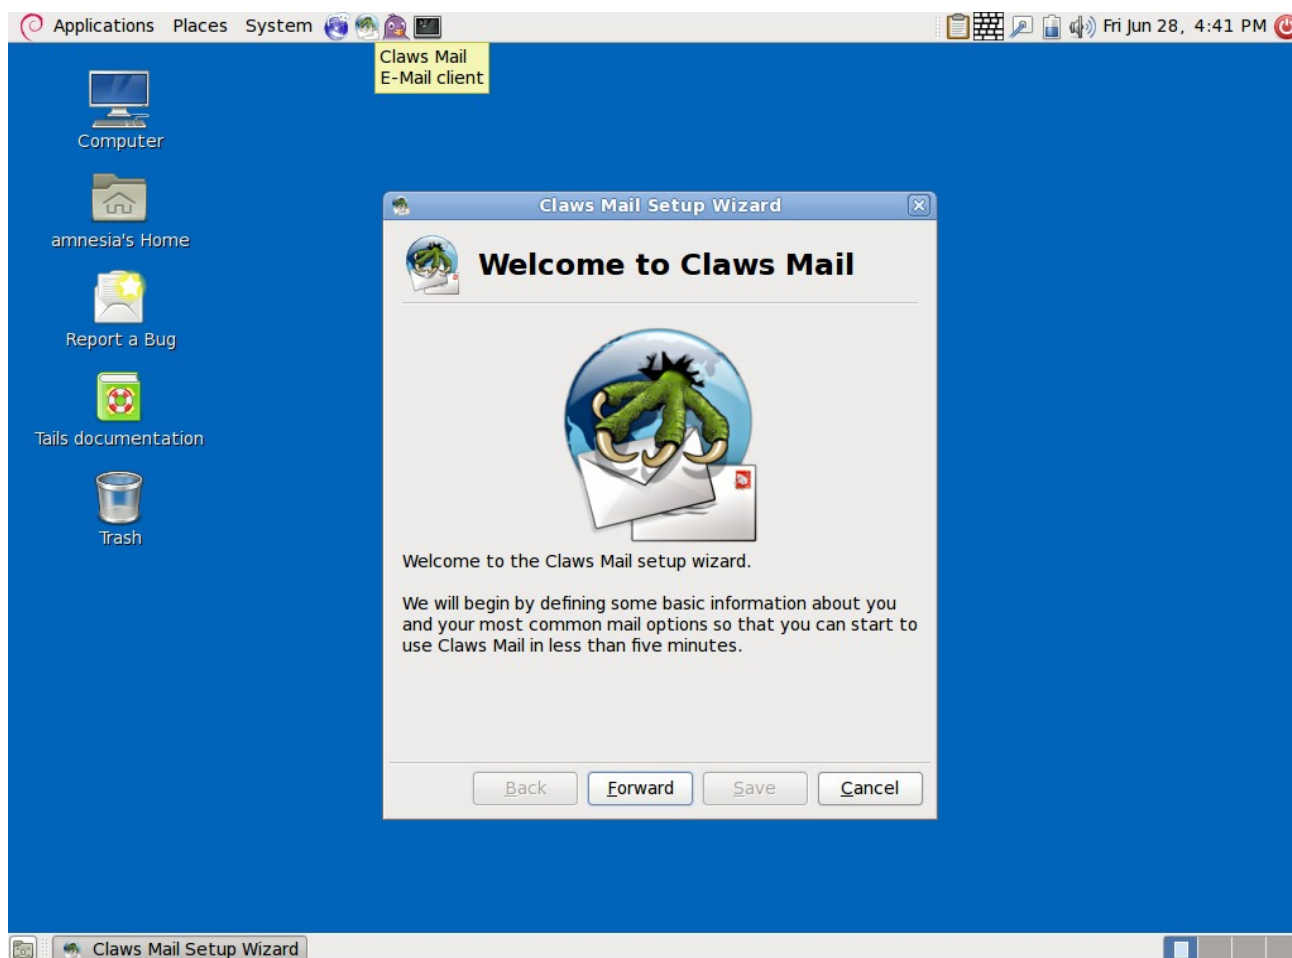 Applications Places System
Fri Jun 28, 4:41 PM
Claws Mail
E-Mail client
Computer
amnesia's Home
Report a Bug
Tails documentation
Trash
Claws Mail Setup Wizard
Welcome to Claws Mail
Welcome to the Claws Mail setup wizard.
We will begin by defining some basic information about you
and your most common mail options so that you can start to
use Claws Mail in less than five minutes.
Back Forward Save Cancel
Claws Mail Setup Wizard